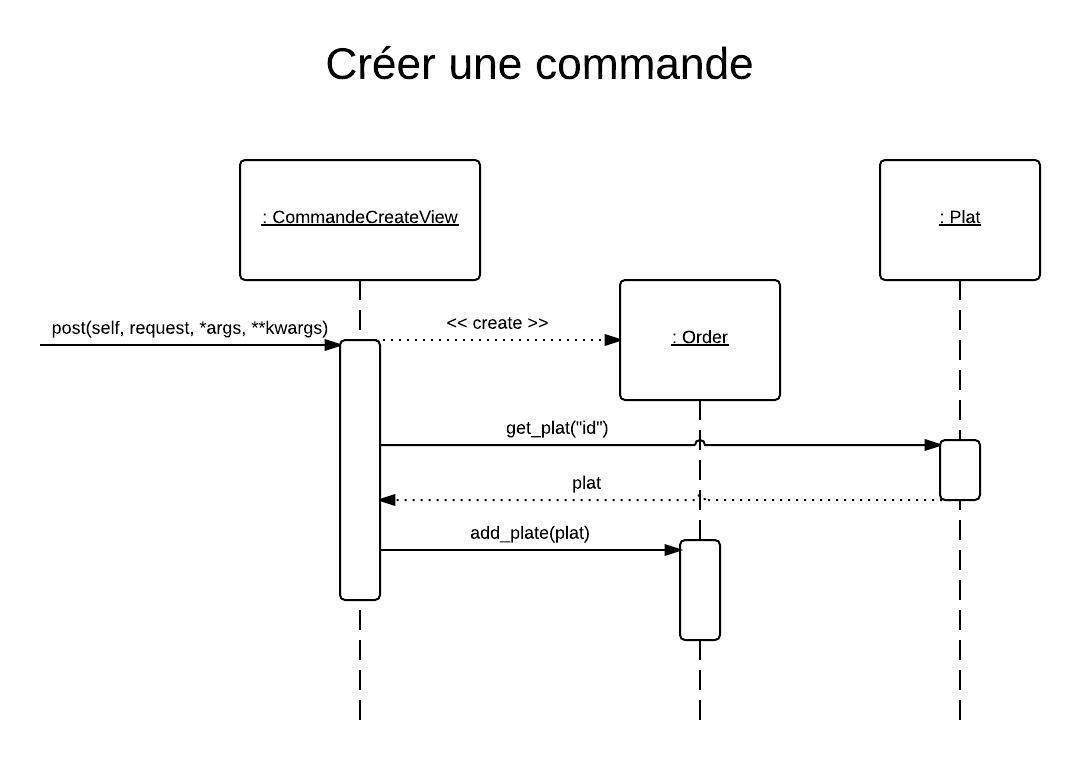 Créer une commande
: CommandeCreateView
: Plat
: Order
post(self, request, *args, **kwargs)
<< create >>
get_plat("id")
plat
add_plate(plat)